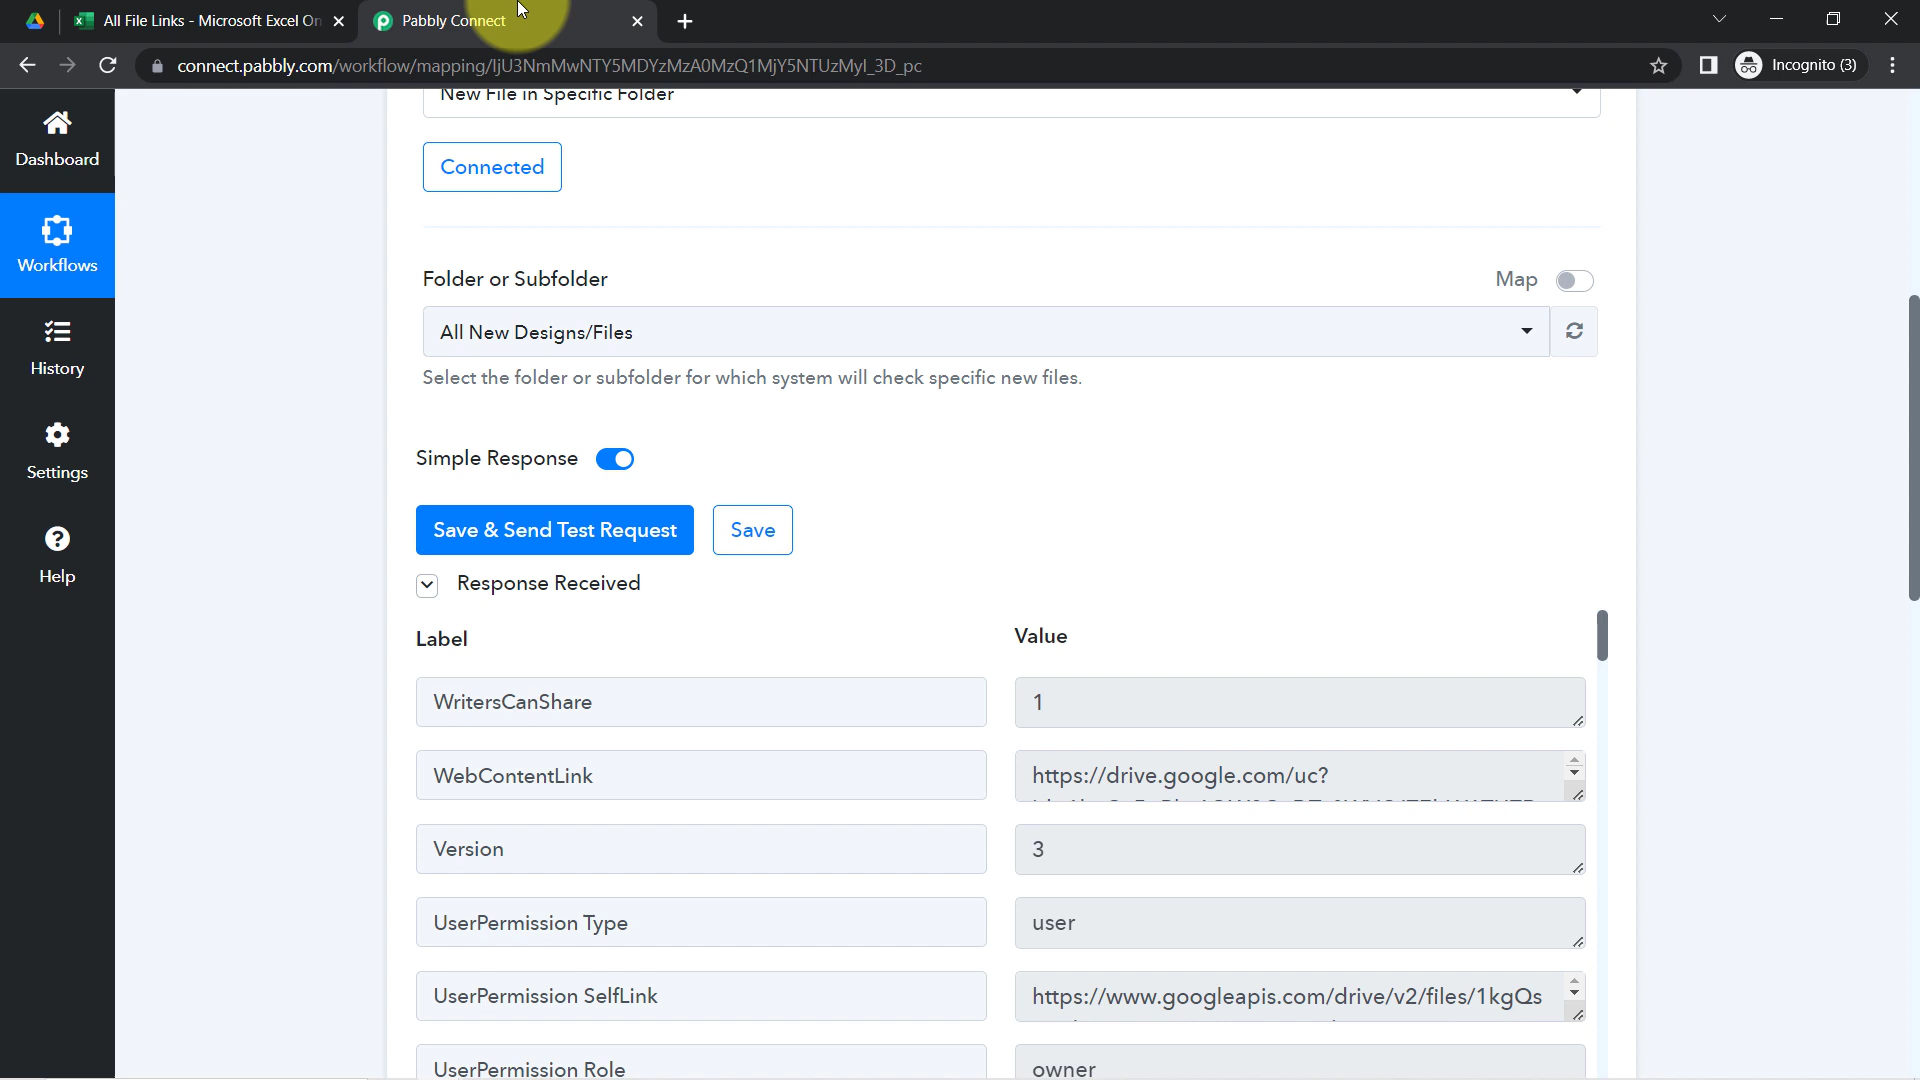 All File Links - Microsoft Excel On
Pabbly Connect
connect.pabbly.com/workflow/mapping/IjU3NmMwNTY5MDYzMzA0MzQ1MjY5NTUzMyI_3D_pc
Incognito (3)
Dashboard
Workflows
History
Settings
Help
New File in Specific Folder
Connected
Folder or Subfolder
Map
All New Designs/Files
Select the folder or subfolder for which system will check specific new files.
Simple Response
Save & Send Test Request
Save
Response Received
Label
Value
WritersCanShare
1
WebContentLink
https://drive.google.com/uc?
Version
3
UserPermission Type
user
UserPermission SelfLink
https://www.googleapis.com/drive/v2/files/1kgQs
UserPermission Role
owner